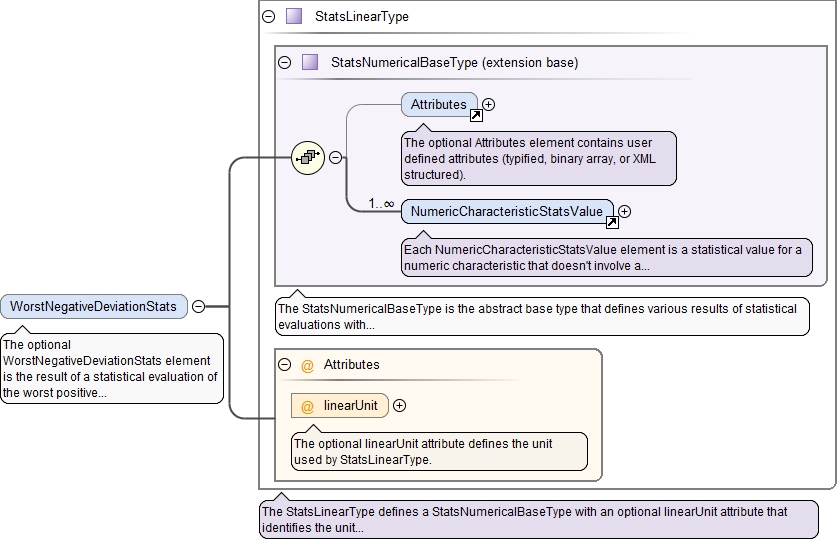 StatsLinearType
StatsNumericalBaseType (extension base)
Attributes
The optional Attributes element contains user
defined attributes (typified, binary array, or XML
structured).
1..∞
NumericCharacteristicStatsValue
Each NumericCharacteristicStatsValue element is a statistical value for a
numeric characteristic that doesn't involve a...
WorstNegativeDeviationStats
The optional
WorstNegativeDeviationStats element
is the result of a statistical evaluation of
the worst positive...
The StatsNumericalBaseType is the abstract base type that defines various results of statistical
evaluations with...
@ Attributes
@ linearUnit
The optional linearUnit attribute defines the unit
used by StatsLinearType.
The StatsLinearType defines a StatsNumericalBaseType with an optional linearUnit attribute that
identifies the unit...